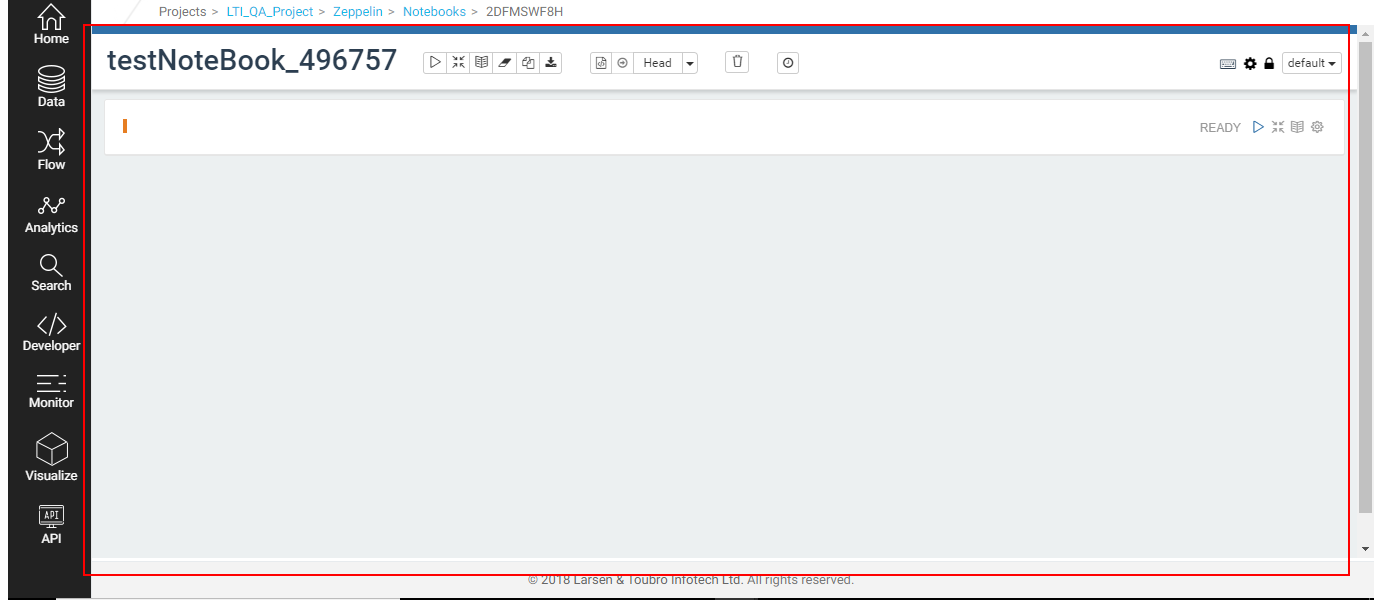 Projects > LTI_QA_Project > Zeppelin > Notebooks > 2DFMSWF8H
Home
Data
Flow
Analytics
Search
Developer
Monitor
Visualize
API
API
testNoteBook_496757
Head
default
READY
© 2018 Larsen & Toubro Infotech Ltd. All rights reserved.